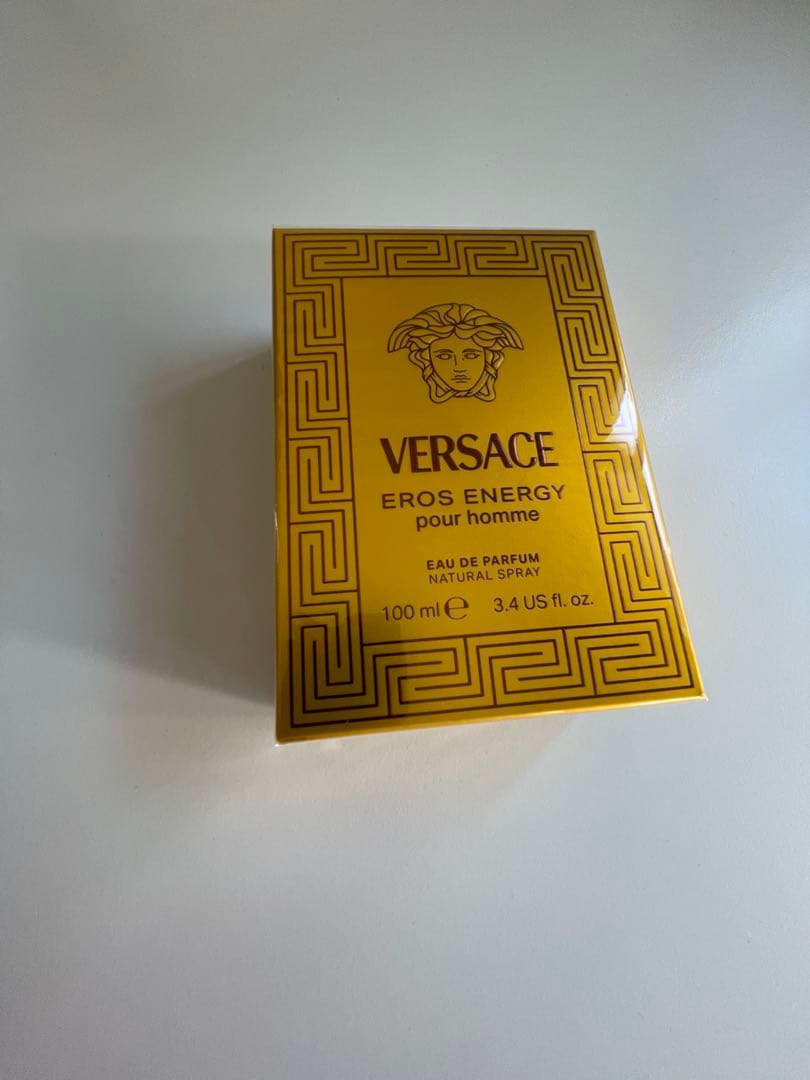 VERSACE
EROS ENERGY
pour homme
EAU DE PARFUM
NATURAL SPRAY
100 ml ℮ 3.4 US fl. oz.